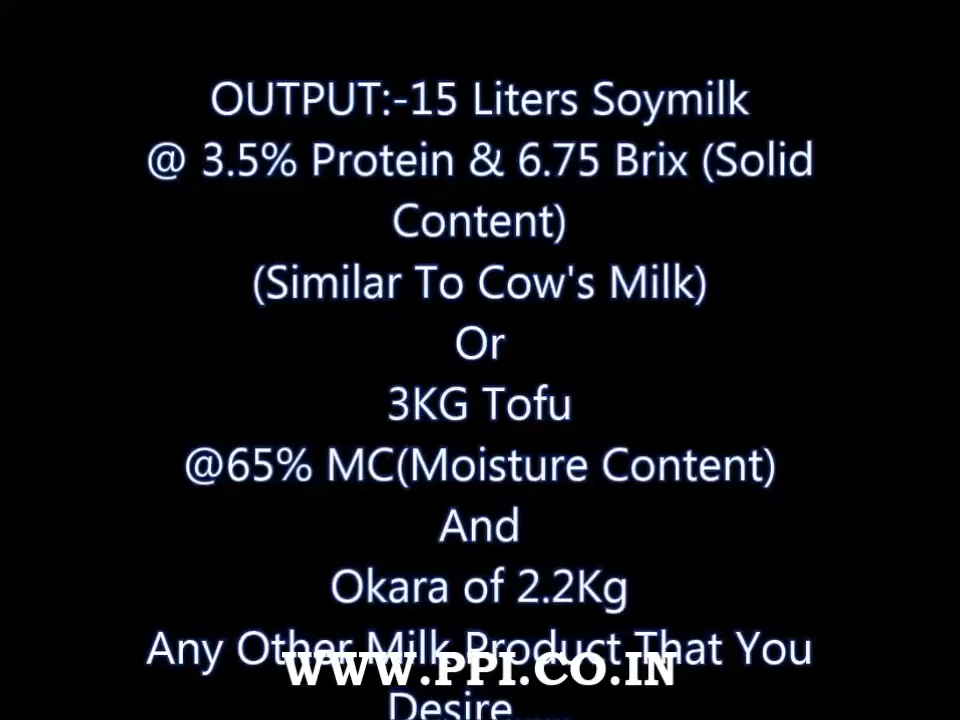 OUTPUT:-15 Liters Soymilk
@ 3.5% Protein & 6.75 Brix (Solid
Content)
(Similar To Cow's Milk)
Or
3KG Tofu
@65% MC(Moisture Content)
And
Okara of 2.2Kg
Any Other Milk Product That You
WWW.PPI.CO.IN
Desire.....